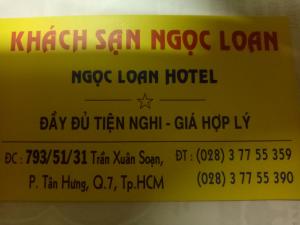 KHÁCH SẠN NGỌC LOAN
NGỌC LOAN HOTEL
ĐẦY ĐỦ TIỆN NGHI - GIÁ HỢP LÝ
ĐC : 793/51/31 Trần Xuân Soạn, ĐT : (028) 3 77 55 359
P. Tân Hưng, Q.7, Tp.HCM (028) 3 77 55 390